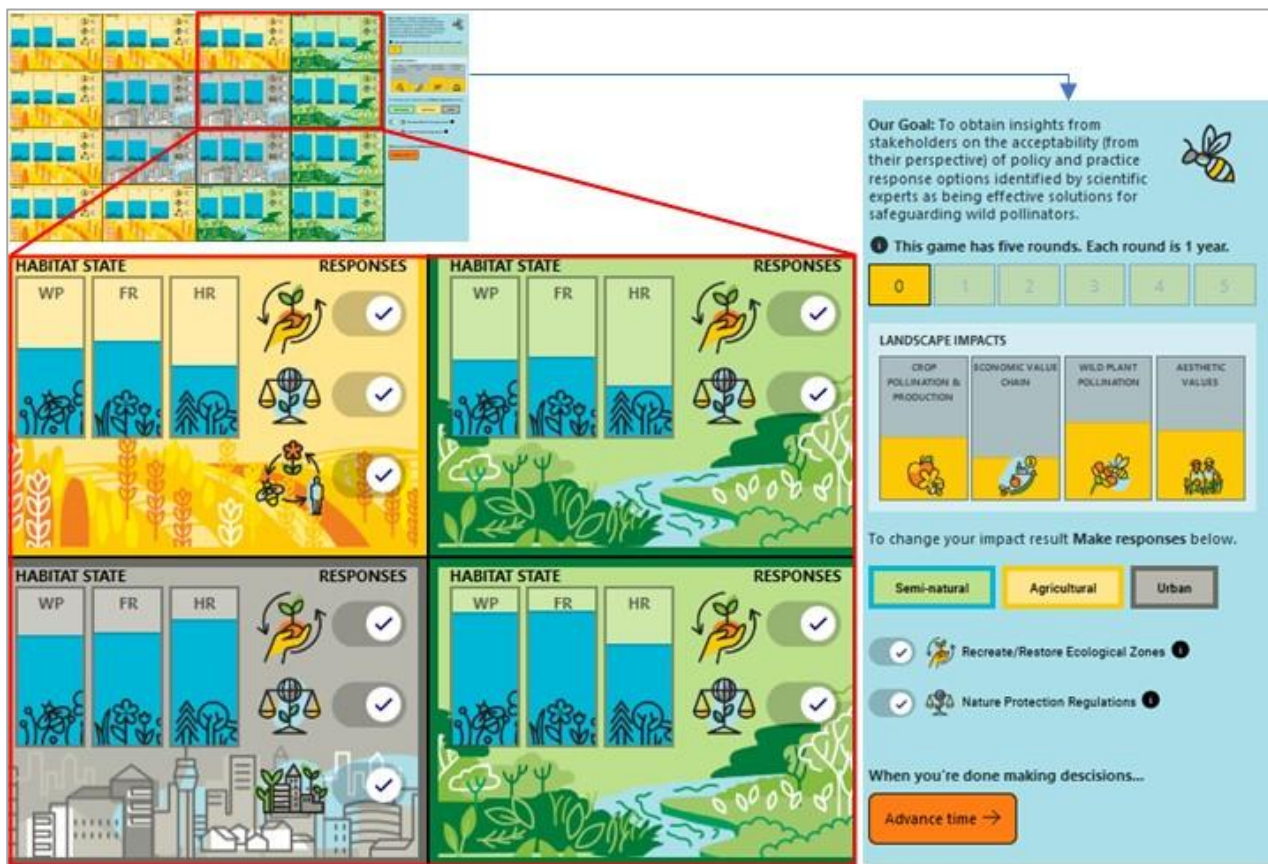 Our Goal: To obtain insights from
stakeholders on the acceptability (from
their perspective) of policy and practice
response options identified by scientific
experts as being effective solutions for
safeguarding wild pollinators.
This game has five rounds. Each round is 1 year.
0 1 2 3 4 5
LANDSCAPE IMPACTS
CROP POLLINATION & PRODUCTION
ECONOMIC VALUE CHAIN
WILD PLANT POLLINATION
AESTHETIC VALUES
To change your impact result Make responses below.
Semi-natural Agricultural Urban
Recreate/Restore Ecological Zones
Nature Protection Regulations
When you're done making descisions...
Advance time →
HABITAT STATE RESPONSES
WP FR HR
HABITAT STATE RESPONSES
WP FR HR
HABITAT STATE RESPONSES
WP FR HR
HABITAT STATE RESPONSES
WP FR HR